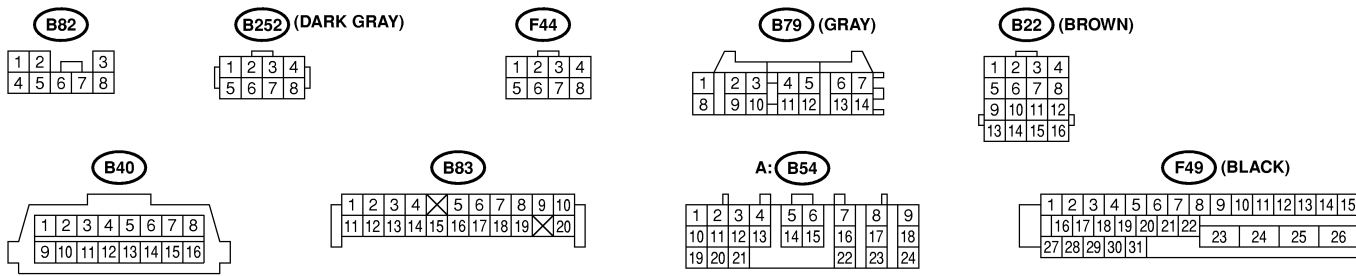 B82
B252 (DARK GRAY)
F44
B79 (GRAY)
B22 (BROWN)
1 2 3
4 5 6 7 8
1 2 3 4
5 6 7 8
1 2 3 4
5 6 7 8
1 2 3 4 5 6 7
8 9 10 11 12 13 14
1 2 3 4
5 6 7 8
9 10 11 12
13 14 15 16
B40
B83
A: B54
F49 (BLACK)
1 2 3 4 5 6 7 8
9 10 11 12 13 14 15 16
1 2 3 4 5 6 7 8 9 10
11 12 13 14 15 16 17 18 19 20
1 2 3 4 5 6 7 8 9
10 11 12 13 14 15 16 17 18
19 20 21 22 23 24
1 2 3 4 5 6 7 8 9 10 11 12 13 14 15
16 17 18 19 20 21 22 23 24 25 26
27 28 29 30 31